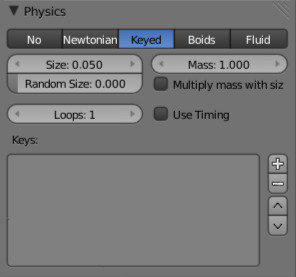 Physics
No Newtonian Keyed Boids Fluid
Size: 0.050 Mass: 1.000
Random Size: 0.000 Multiply mass with siz
Loops: 1 Use Timing
Keys: